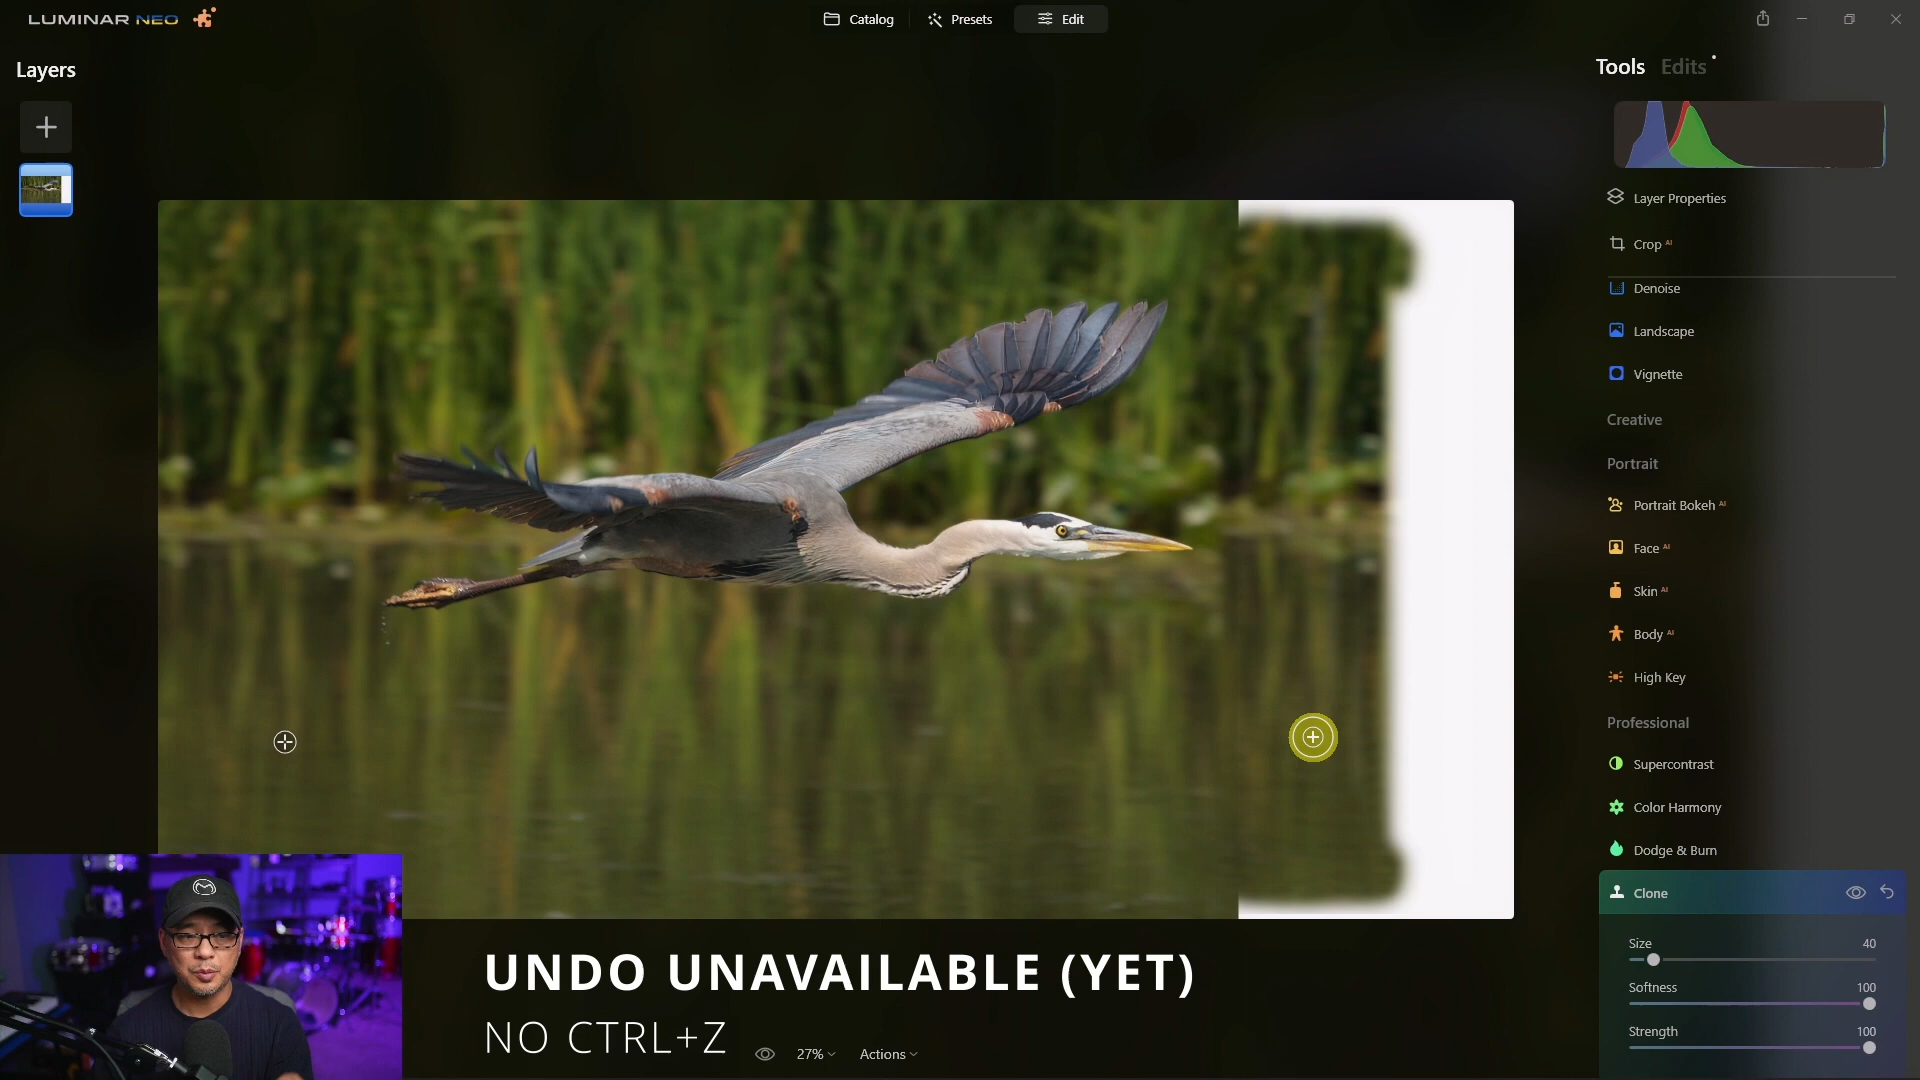 LUMINAR NEO
Catalog
Presets
Edit
Layers
Tools Edits
Layer Properties
Crop AI
Denoise
Landscape
Vignette
Creative
Portrait
Portrait Bokeh AI
Face AI
Skin AI
Body AI
High Key
Professional
Supercontrast
Color Harmony
Dodge & Burn
Clone
Size 40
Softness 100
Strength 100
UNDO UNAVAILABLE (YET)
NO CTRL+Z
27%
Actions